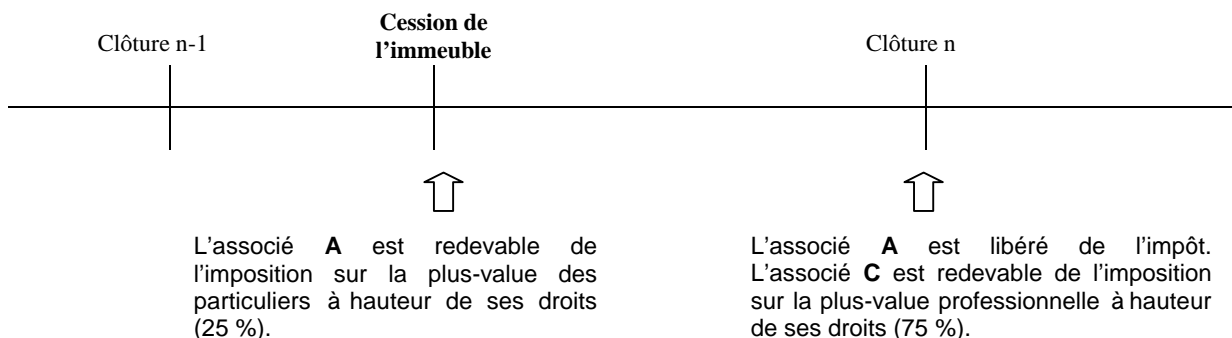 Clôture n-1
Cession de
l’immeuble
Clôture n
L’associé A est redevable de
l’imposition sur la plus-value des
particuliers à hauteur de ses droits
(25 %).
L’associé A est libéré de l’impôt.
L’associé C est redevable de l’imposition
sur la plus-value professionnelle à hauteur
de ses droits (75 %).